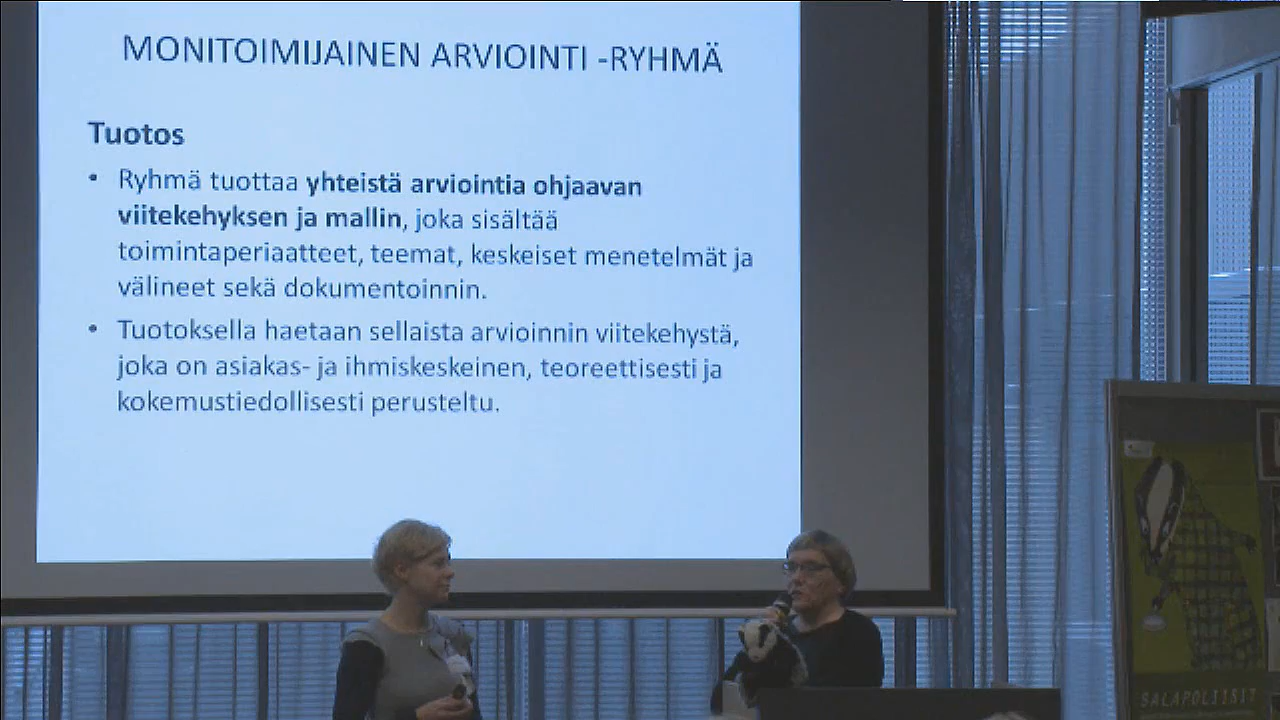 MONITOIMIJAINEN ARVIOINTI -RYHMÄ
Tuotos
• Ryhmä tuottaa yhteistä arviointia ohjaavan
viitekehyksen ja mallin, joka sisältää
toimintaperiaatteet, teemat, keskeiset menetelmät ja
välineet sekä dokumentoinnin.
• Tuotoksella haetaan sellaista arvioinnin viitekehystä,
joka on asiakas- ja ihmiskeskeinen, teoreettisesti ja
kokemustiedollisesti perusteltu.
SALAPOLIISIT